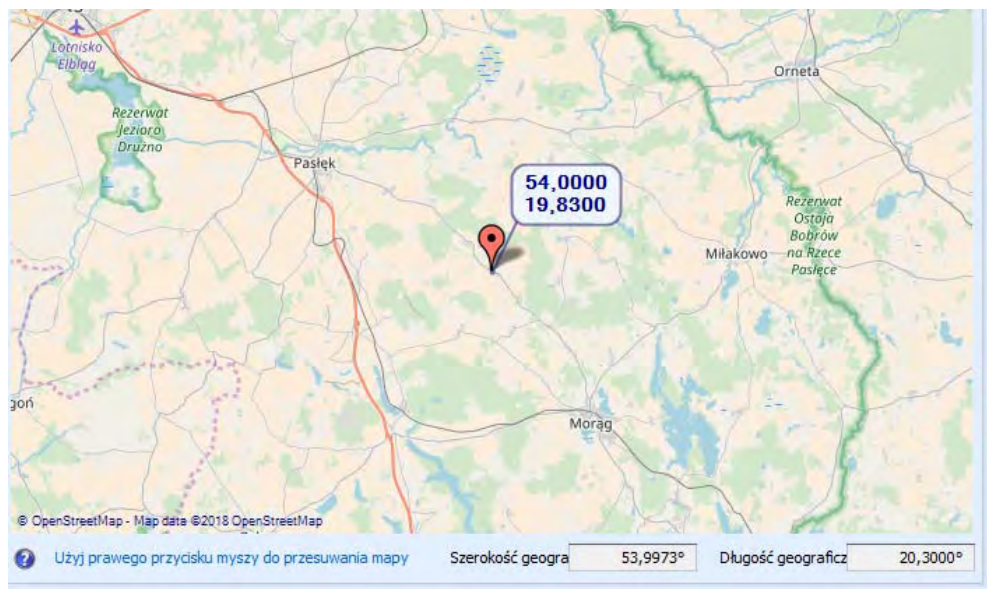 Lotnisko
Elbląg
Orneta
Rezerwat
Jezioro
Drużno
Pasłęk
54,0000
19,8300
Rezerwat
Ostoja
Bobrów
na Rzece
Pasłęce
Miłakowo
goń
Morąg
© OpenStreetMap - Map data ©2018 OpenStreetMap
Użyj prawego przycisku myszy do przesuwania mapy
Szerokość geogra
53,9973°
Długość geograficz
20,3000°